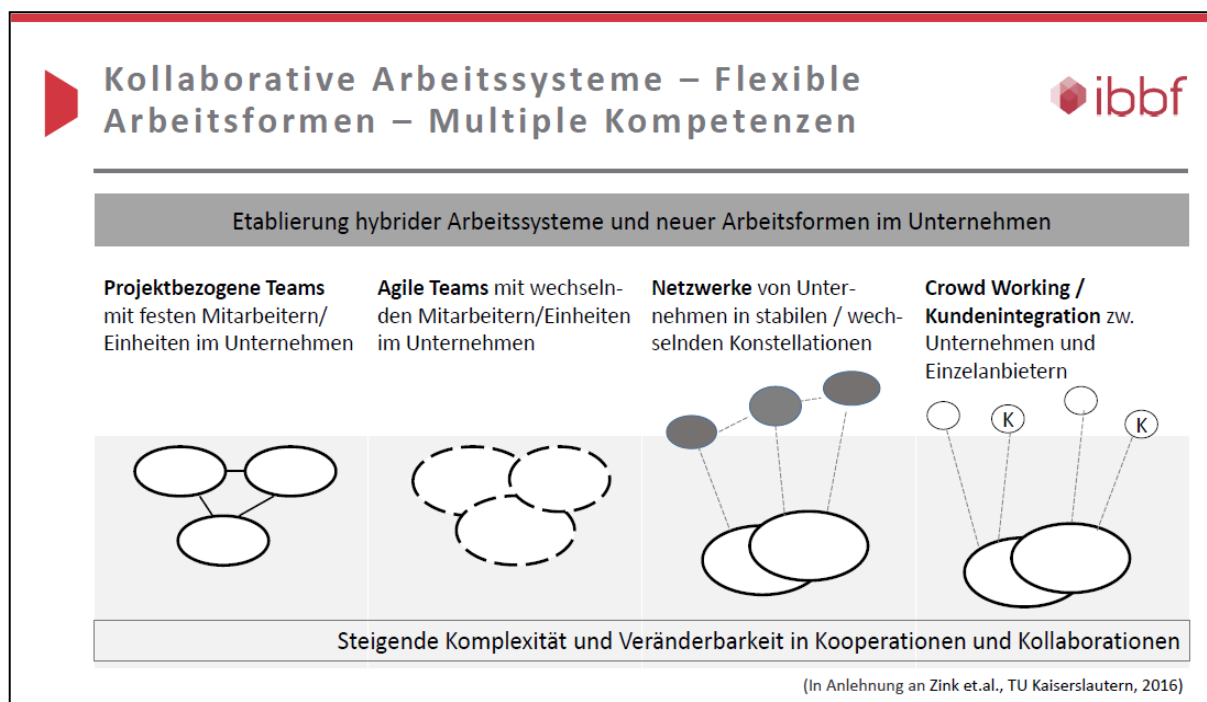 Kollaborative Arbeitssysteme – Flexible
Arbeitsformen – Multiple Kompetenzen
ibbf
Etablierung hybrider Arbeitssysteme und neuer Arbeitsformen im Unternehmen
Projektbezogene Teams
mit festen Mitarbeitern/
Einheiten im Unternehmen
Agile Teams mit wechseln-
den Mitarbeitern/Einheiten
im Unternehmen
Netzwerke von Unter-
nehmen in stabilen / wech-
selnden Konstellationen
Crowd Working /
Kundenintegration zw.
Unternehmen und
Einzelanbietern
K
K
Steigende Komplexität und Veränderbarkeit in Kooperationen und Kollaborationen
(In Anlehnung an Zink et.al., TU Kaiserslautern, 2016)